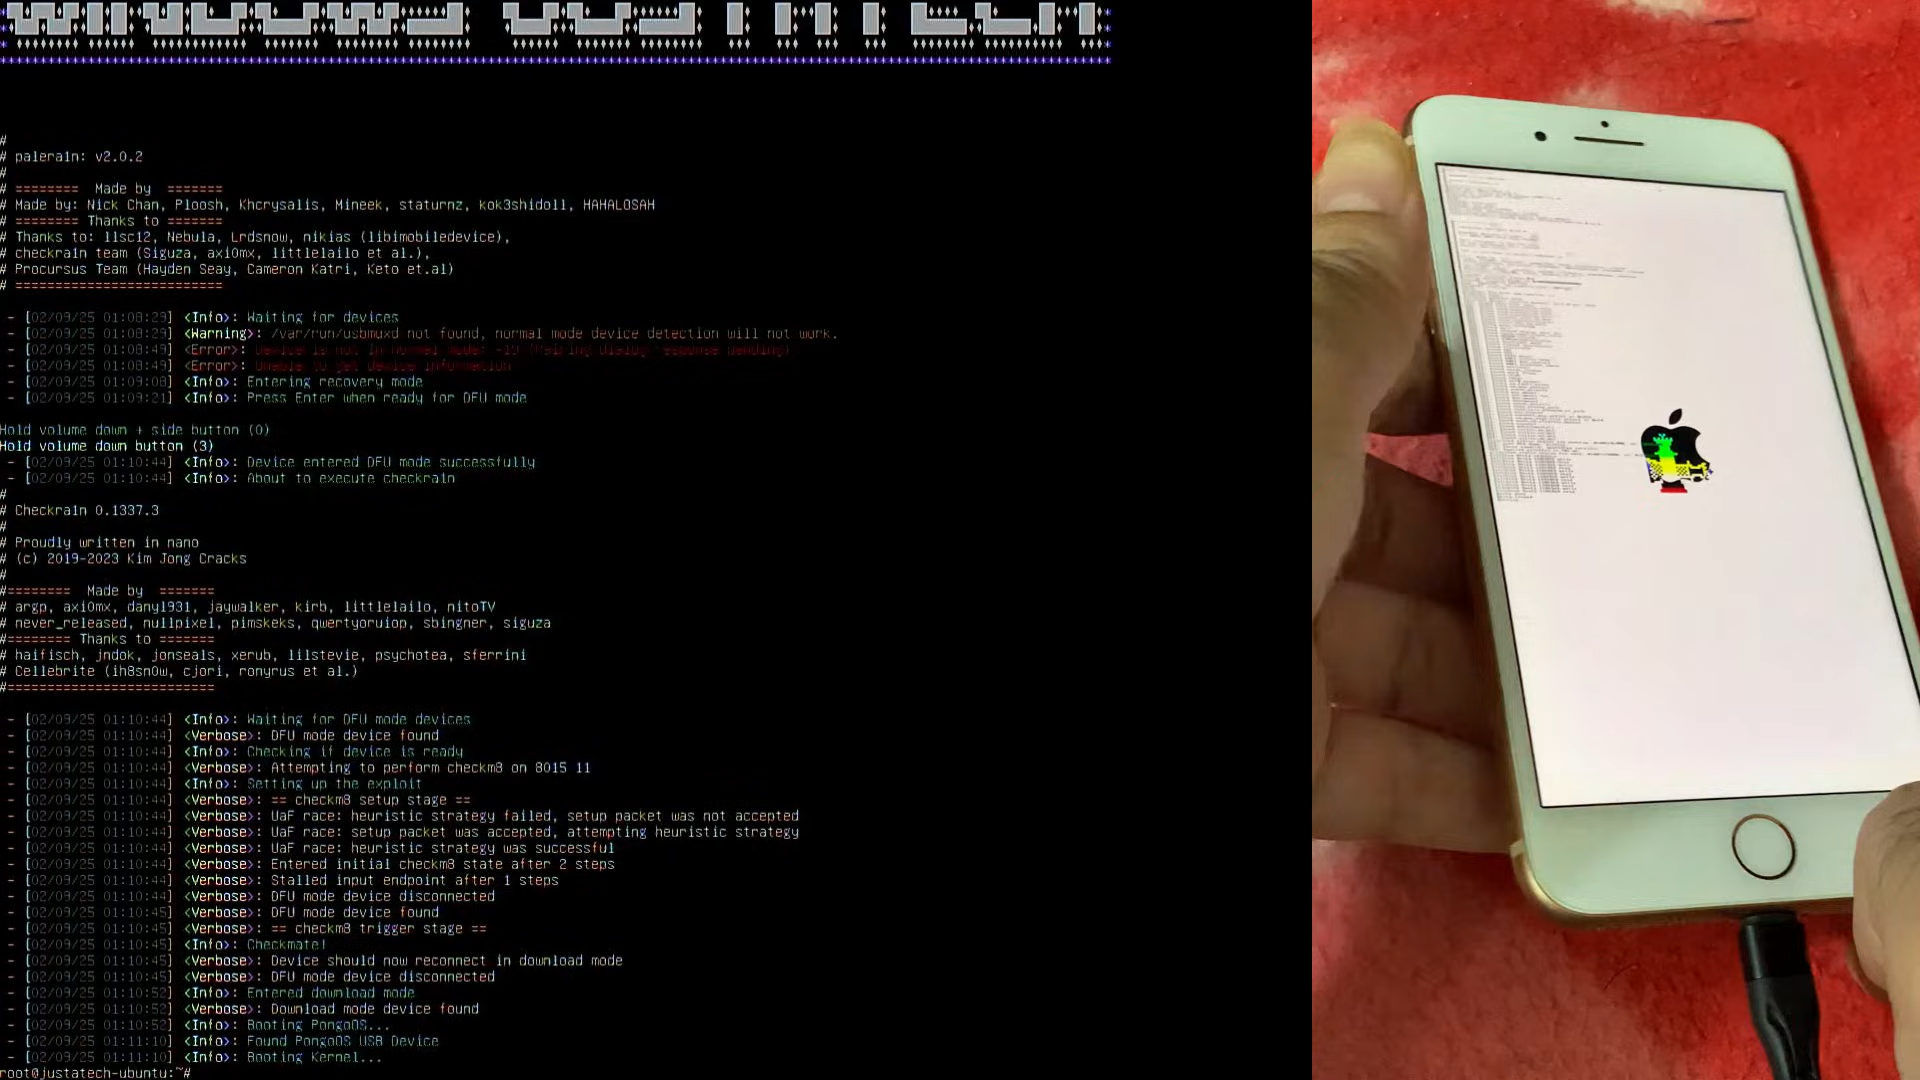 #
# palera1n: v2.0.2
#
# ======== Made by =======
# Made by: Nick Chan, Ploosh, Khcrysalis, Mineek, staturnz, kok3shidoll, HAHALOSAH
# ======== Thanks to =======
# Thanks to: llsc12, Nebula, Lrdsnow, nikias (libimobiledevice),
# checkra1n team (Siguza, axi0mx, littlelailo et al.),
# Procursus Team (Hayden Seay, Cameron Katri, Keto et.al)
# ==========================
- [02/09/25 01:08:29] <Info>: Waiting for devices
- [02/09/25 01:08:29] <Warning>: /var/run/usbmuxd not found, normal mode device detection will not work.
- [02/09/25 01:08:49] <Error>: Device is not in normal mode: -19 (Pairing dialog response pending)
- [02/09/25 01:08:49] <Error>: Unable to get device information
- [02/09/25 01:09:08] <Info>: Entering recovery mode
- [02/09/25 01:09:21] <Info>: Press Enter when ready for DFU mode
Hold volume down + side button (0)
Hold volume down button (3)
- [02/09/25 01:10:44] <Info>: Device entered DFU mode successfully
- [02/09/25 01:10:44] <Info>: About to execute checkra1n
#
# Checkra1n 0.1337.3
#
# Proudly written in nano
# (c) 2019-2023 Kim Jong Cracks
#
#======== Made by =======
# argp, axi0mx, danyl931, jaywalker, kirb, littlelailo, nitoTV
# never_released, nullpixel, pimskeks, qwertyoruiop, sbingner, siguza
#======== Thanks to =======
# haifisch, jndok, jonseals, xerub, lilstevie, psychotea, sferrini
# Cellebrite (ih8sn0w, cjori, ronyrus et al.)
#==========================
- [02/09/25 01:10:44] <Info>: Waiting for DFU mode devices
- [02/09/25 01:10:44] <Verbose>: DFU mode device found
- [02/09/25 01:10:44] <Info>: Checking if device is ready
- [02/09/25 01:10:44] <Verbose>: Attempting to perform checkm8 on 8015 11
- [02/09/25 01:10:44] <Info>: Setting up the exploit
- [02/09/25 01:10:44] <Verbose>: == checkm8 setup stage ==
- [02/09/25 01:10:44] <Verbose>: UaF race: heuristic strategy failed, setup packet was not accepted
- [02/09/25 01:10:44] <Verbose>: UaF race: setup packet was accepted, attempting heuristic strategy
- [02/09/25 01:10:44] <Verbose>: UaF race: heuristic strategy was successful
- [02/09/25 01:10:44] <Verbose>: Entered initial checkm8 state after 2 steps
- [02/09/25 01:10:44] <Verbose>: Stalled input endpoint after 1 steps
- [02/09/25 01:10:44] <Verbose>: DFU mode device disconnected
- [02/09/25 01:10:45] <Verbose>: DFU mode device found
- [02/09/25 01:10:45] <Verbose>: == checkm8 trigger stage ==
- [02/09/25 01:10:45] <Info>: Checkmate!
- [02/09/25 01:10:45] <Verbose>: Device should now reconnect in download mode
- [02/09/25 01:10:45] <Verbose>: DFU mode device disconnected
- [02/09/25 01:10:52] <Info>: Entered download mode
- [02/09/25 01:10:52] <Verbose>: Download mode device found
- [02/09/25 01:10:52] <Info>: Booting PongoOS...
- [02/09/25 01:11:10] <Info>: Found PongoOS USB Device
- [02/09/25 01:11:10] <Info>: Booting Kernel...
root@justatech-ubuntu:~#